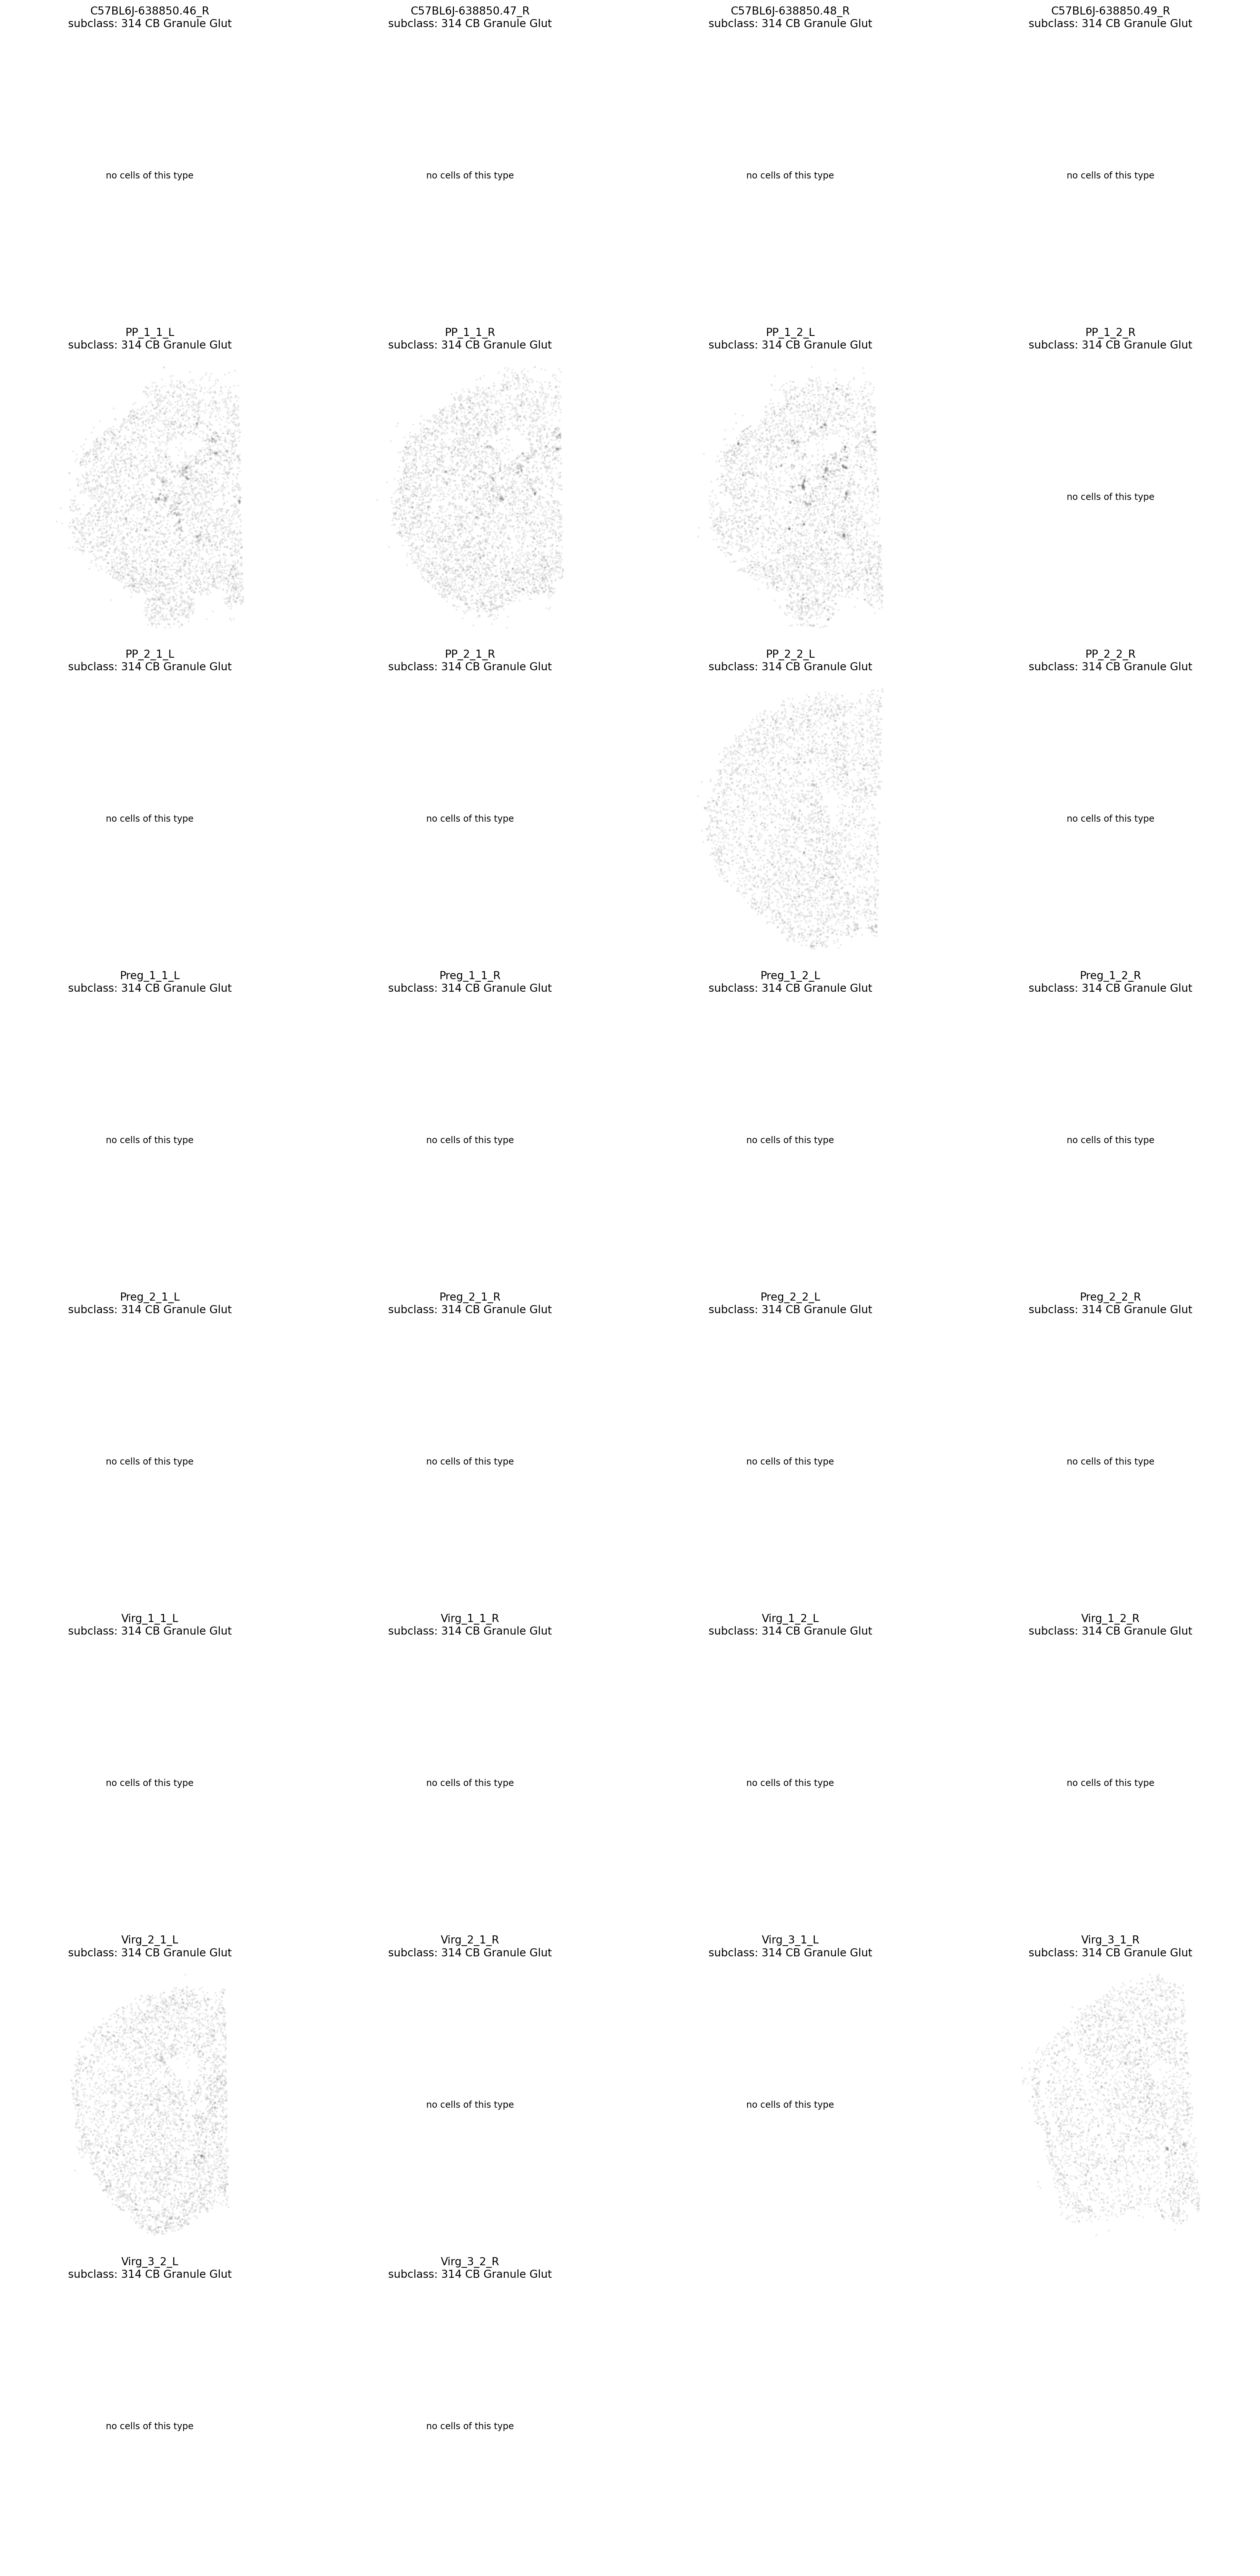 C57BL6J-638850.46_R
subclass: 314 CB Granule Glut
C57BL6J-638850.47_R
subclass: 314 CB Granule Glut
C57BL6J-638850.48_R
subclass: 314 CB Granule Glut
C57BL6J-638850.49_R
subclass: 314 CB Granule Glut
no cells of this type
no cells of this type
no cells of this type
no cells of this type
PP_1_1_L
subclass: 314 CB Granule Glut
PP_1_1_R
subclass: 314 CB Granule Glut
PP_1_2_L
subclass: 314 CB Granule Glut
PP_1_2_R
subclass: 314 CB Granule Glut
no cells of this type
PP_2_1_L
subclass: 314 CB Granule Glut
PP_2_1_R
subclass: 314 CB Granule Glut
PP_2_2_L
subclass: 314 CB Granule Glut
PP_2_2_R
subclass: 314 CB Granule Glut
no cells of this type
no cells of this type
no cells of this type
Preg_1_1_L
subclass: 314 CB Granule Glut
Preg_1_1_R
subclass: 314 CB Granule Glut
Preg_1_2_L
subclass: 314 CB Granule Glut
Preg_1_2_R
subclass: 314 CB Granule Glut
no cells of this type
no cells of this type
no cells of this type
no cells of this type
Preg_2_1_L
subclass: 314 CB Granule Glut
Preg_2_1_R
subclass: 314 CB Granule Glut
Preg_2_2_L
subclass: 314 CB Granule Glut
Preg_2_2_R
subclass: 314 CB Granule Glut
no cells of this type
no cells of this type
no cells of this type
no cells of this type
Virg_1_1_L
subclass: 314 CB Granule Glut
Virg_1_1_R
subclass: 314 CB Granule Glut
Virg_1_2_L
subclass: 314 CB Granule Glut
Virg_1_2_R
subclass: 314 CB Granule Glut
no cells of this type
no cells of this type
no cells of this type
no cells of this type
Virg_2_1_L
subclass: 314 CB Granule Glut
Virg_2_1_R
subclass: 314 CB Granule Glut
Virg_3_1_L
subclass: 314 CB Granule Glut
Virg_3_1_R
subclass: 314 CB Granule Glut
no cells of this type
no cells of this type
Virg_3_2_L
subclass: 314 CB Granule Glut
Virg_3_2_R
subclass: 314 CB Granule Glut
no cells of this type
no cells of this type